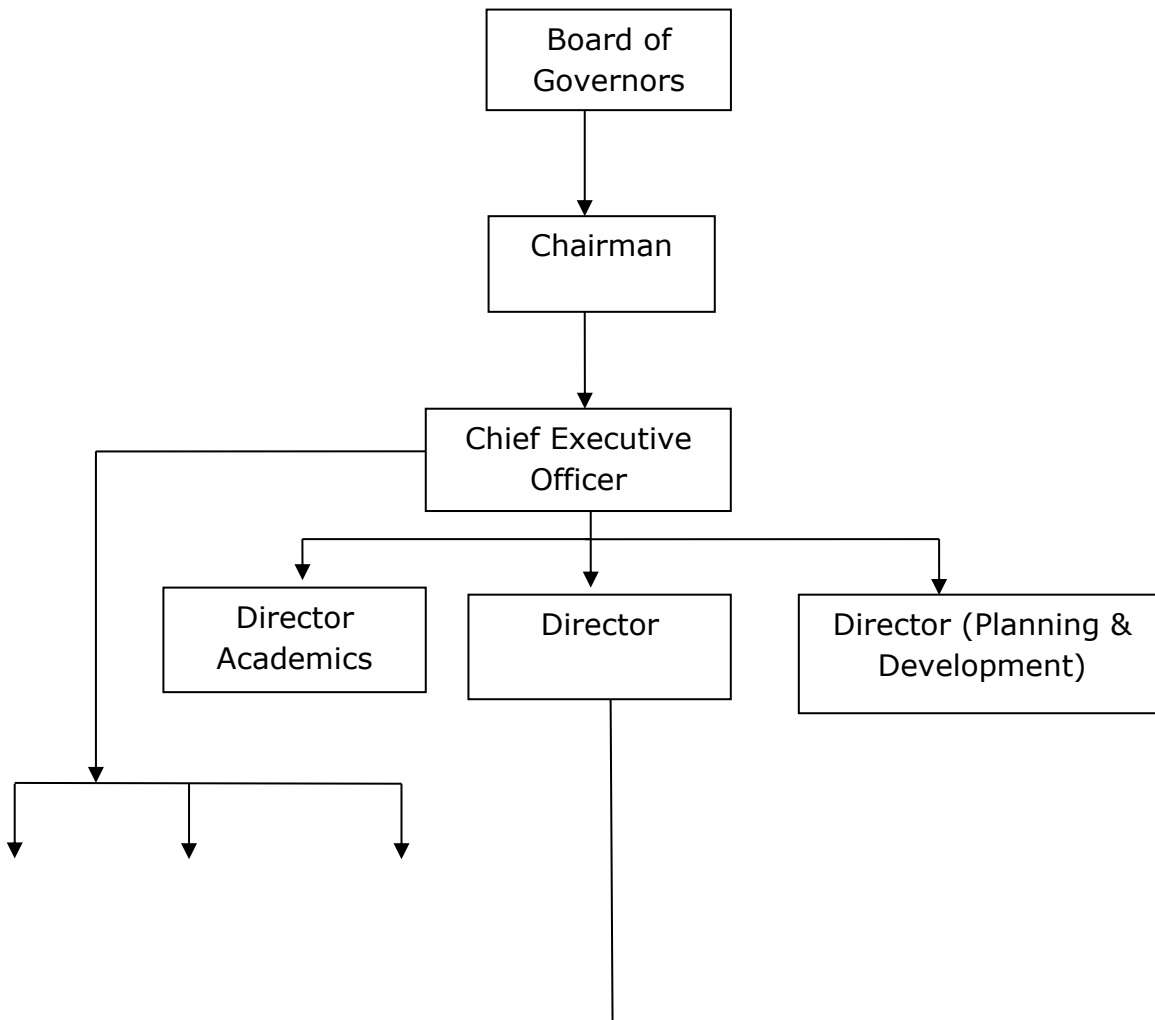 Board of
Governors
Chairman
Chief Executive
Officer
Director
Academics
Director
Director (Planning &
Development)